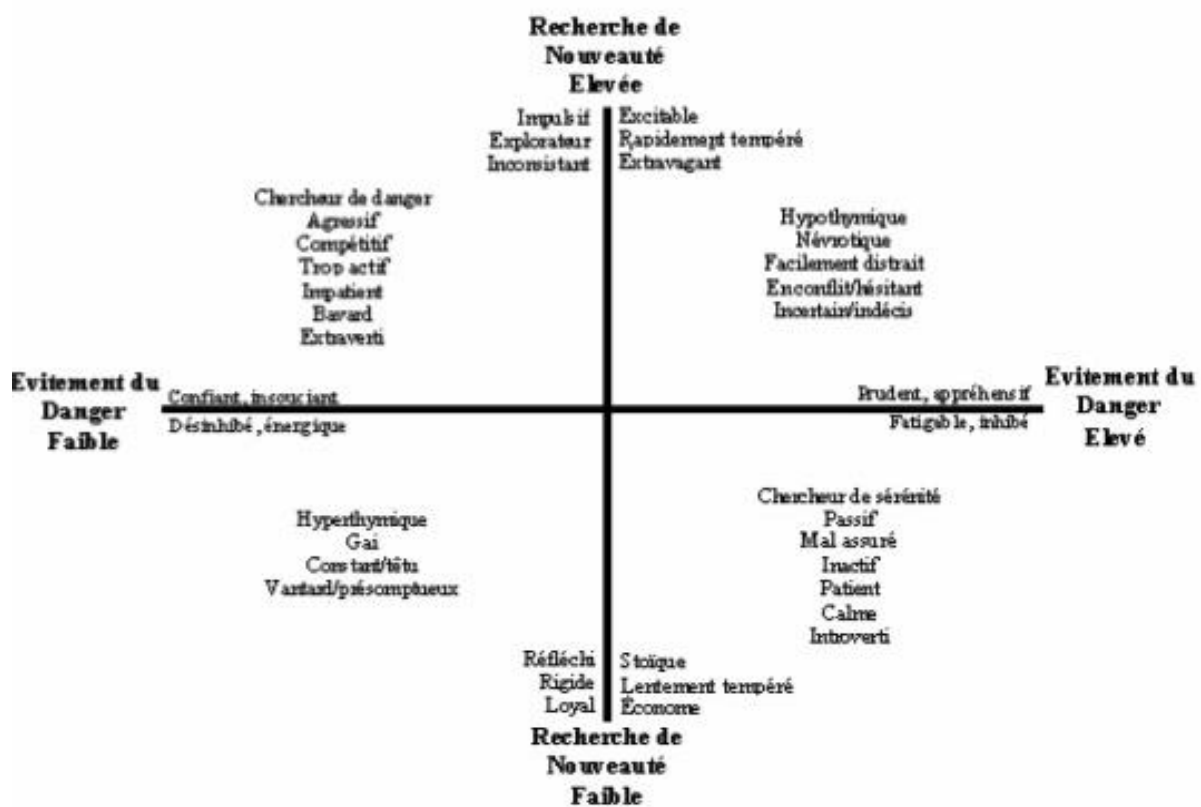 Recherche de
Nouveauté
Elevée
Impulsif
Explorateur
Inconsistant
Excitable
Rapidement tempéré
Extravagant
Chercheur de danger
Agressif
Compétitif
Trop actif
Impatient
Bavard
Extraverti
Hypothymique
Névrotique
Facilement distrait
Enconflit/hésitant
Incertain/indécis
Evitement du
Danger
Faible
Confiant, insouciant
Désinhibé, énergique
Prudent, appréhensif
Fatigable, inhibé
Evitement du
Danger
Elevé
Hyperthymique
Gai
Constant/têtu
Vantard/présomptueux
Chercheur de sérénité
Passif
Mal assuré
Inactif
Patient
Calme
Introverti
Réfléchi
Rigide
Loyal
Stoïque
Lentement tempéré
Économe
Recherche de
Nouveauté
Faible